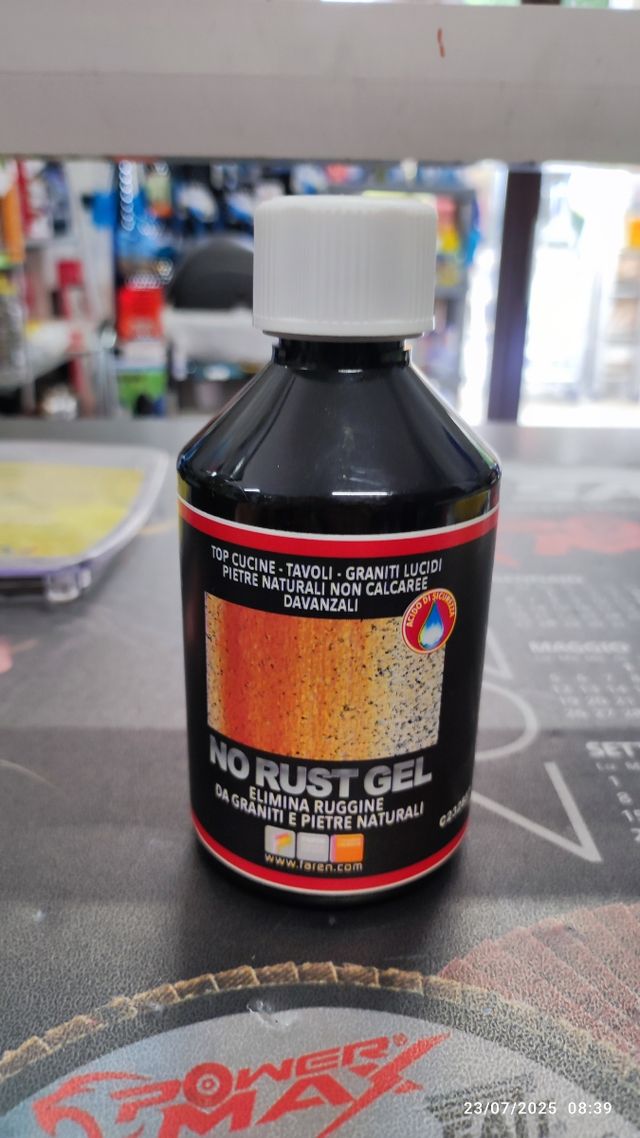 TOP CUCINE - TAVOLI - GRANITI LUCIDI
PIETRE NATURALI NON CALCAREE
DAVANZALI
ACIDO DI SICUREZZA
NO RUST GEL
ELIMINA RUGGINE
DA GRANITI E PIETRE NATURALI
www.faren.com
MAGGIO
POWER
MAX
23/07/2025 08:39